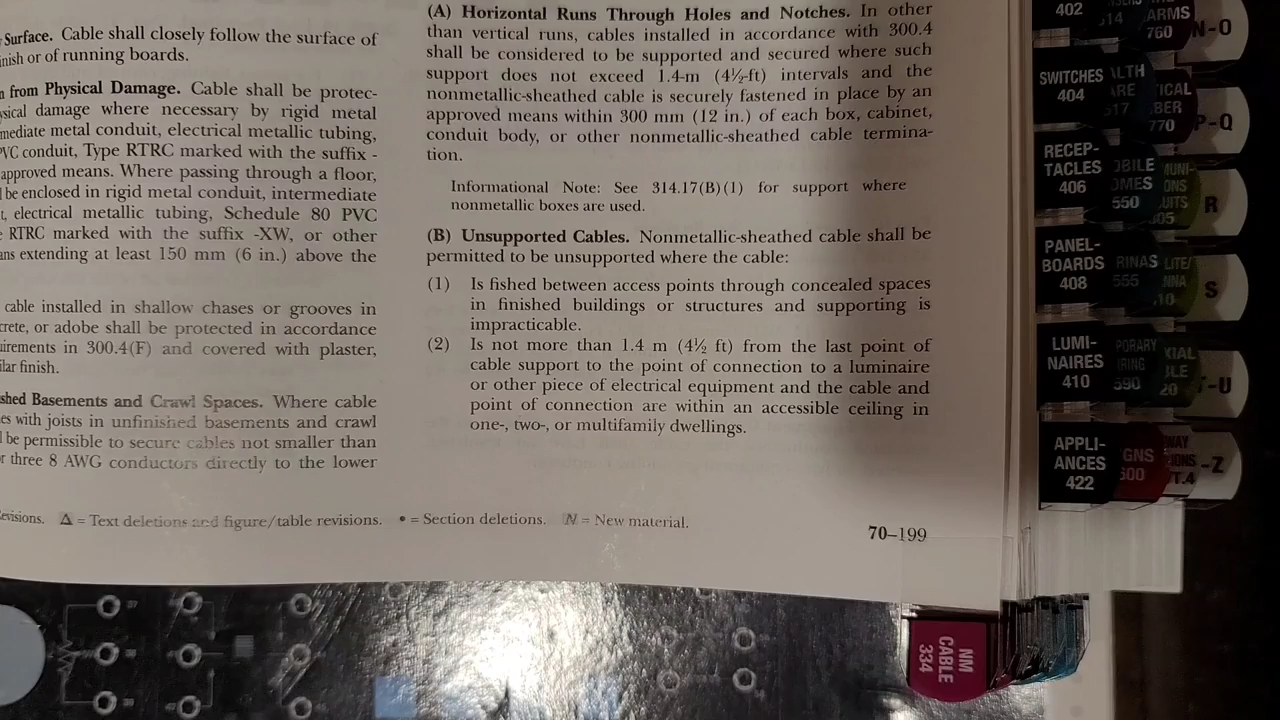 Surface. Cable shall closely follow the surface of
or of running boards.
from Physical Damage. Cable shall be protec-
damage where necessary by rigid metal
metal conduit, electrical metallic tubing,
conduit, Type RTRC marked with the suffix -
approved means. Where passing through a floor,
be enclosed in rigid metal conduit, intermediate
electrical metallic tubing, Schedule 80 PVC
RTRC marked with the suffix -XW, or other
extending at least 150 mm (6 in.) above the
cable installed in shallow chases or grooves in
or adobe shall be protected in accordance
in 300.4(F) and covered with plaster,
finish.
Basements and Crawl Spaces. Where cable
with joists in unfinished basements and crawl
be permissible to secure cables not smaller than
three 8 AWG conductors directly to the lower
(A) Horizontal Runs Through Holes and Notches. In other
than vertical runs, cables installed in accordance with 300.4
shall be considered to be supported and secured where such
support does not exceed 1.4-m (4½-ft) intervals and the
nonmetallic-sheathed cable is securely fastened in place by an
approved means within 300 mm (12 in.) of each box, cabinet,
conduit body, or other nonmetallic-sheathed cable termina-
tion.
Informational Note: See 314.17(B)(1) for support where
nonmetallic boxes are used.
(B) Unsupported Cables. Nonmetallic-sheathed cable shall be
permitted to be unsupported where the cable:
(1) Is fished between access points through concealed spaces
in finished buildings or structures and supporting is
impracticable.
(2) Is not more than 1.4 m (4½ ft) from the last point of
cable support to the point of connection to a luminaire
or other piece of electrical equipment and the cable and
point of connection are within an accessible ceiling in
one-, two-, or multifamily dwellings.
Δ = Text deletions and figure/table revisions. • = Section deletions. N = New material.
70–199
402
ARMS
760
N-O
SWITCHES
404
770
P-Q
RECEP-
TACLES
406
550
R
PANEL-
BOARDS
408
555
S
LUMI-
NAIRES
410
590
T-U
APPLI-
ANCES
422
NM
CABLE
334